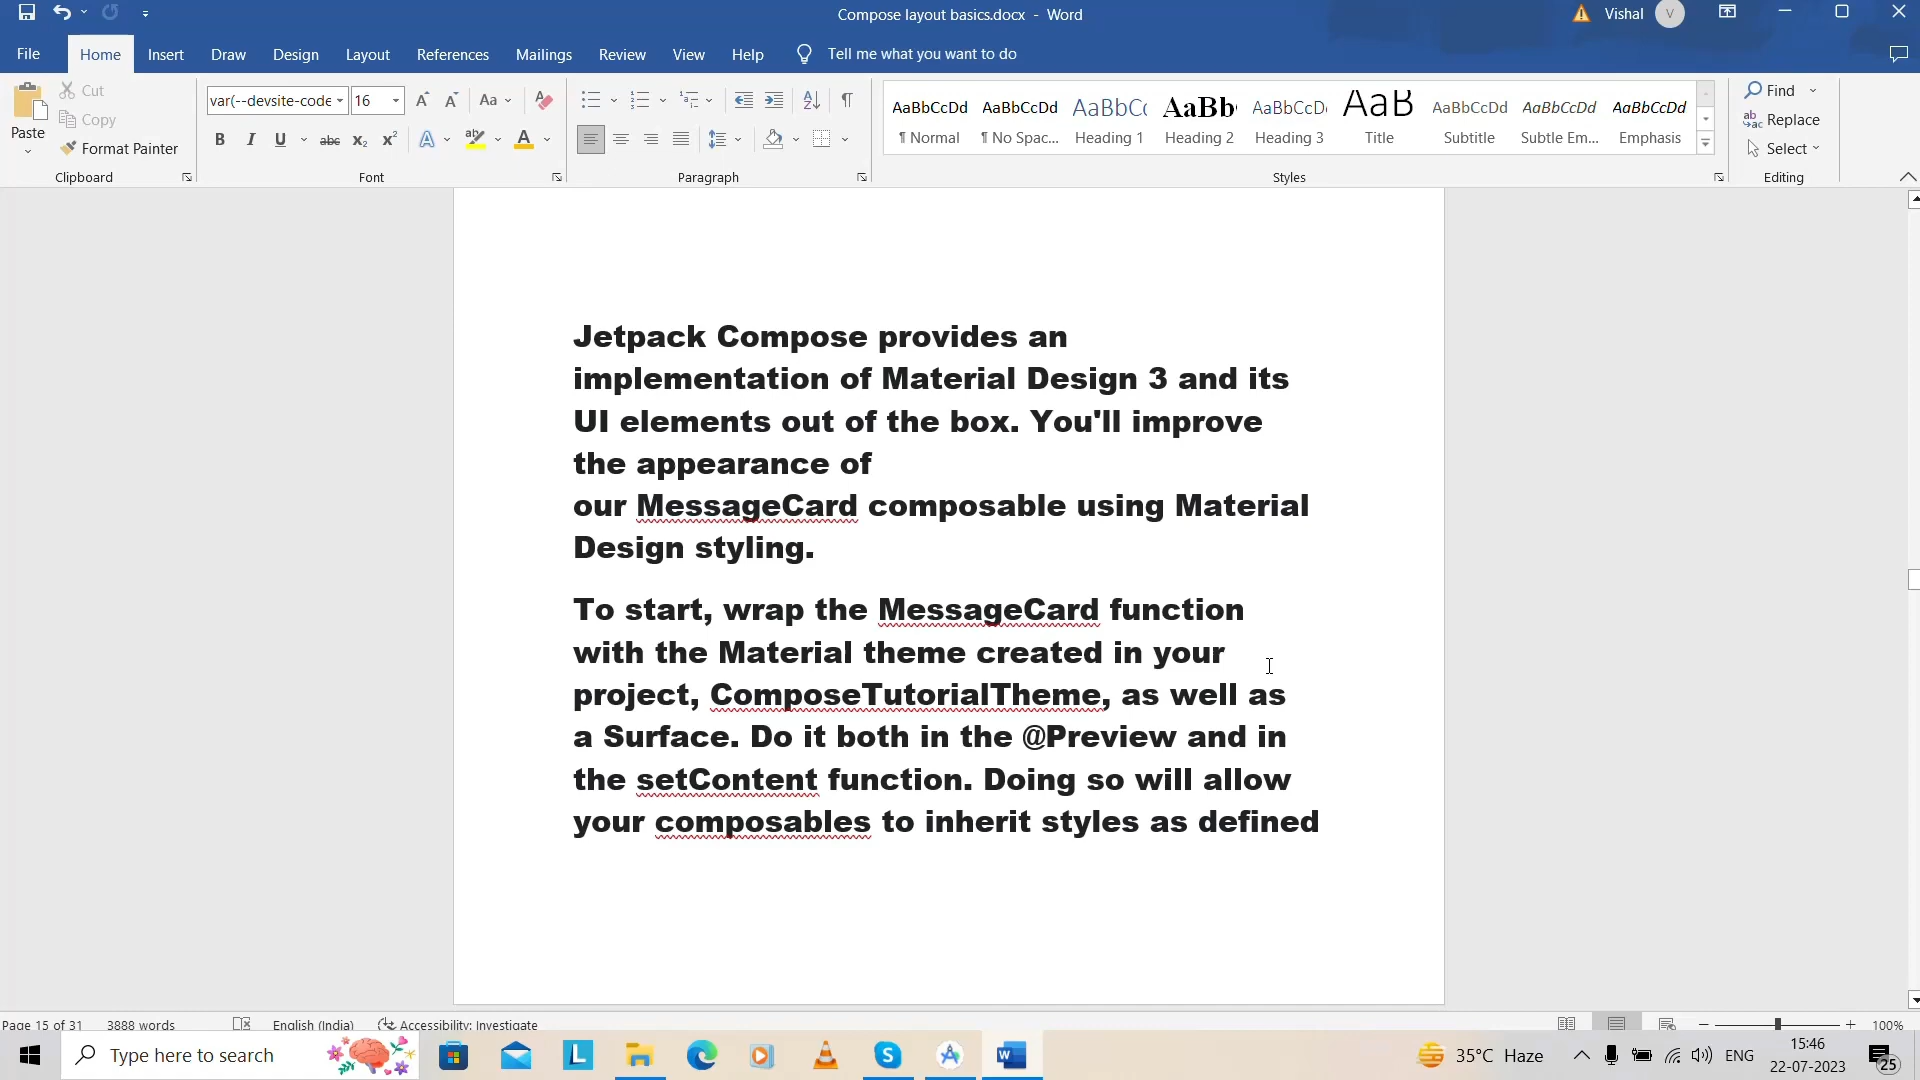 Compose layout basics.docx - Word
Vishal V
File Home Insert Draw Design Layout References Mailings Review View Help Tell me what you want to do
Cut
Copy
Format Painter
Paste
Clipboard
var(--devsite-code 16
Aa
B I U abc x₂ x² A ab A
Font
Paragraph
AaBbCcDd AaBbCcDd AaBbC AaBb AaBbCcD AaB AaBbCcDd AaBbCcDd AaBbCcDd
¶ Normal ¶ No Spac... Heading 1 Heading 2 Heading 3 Title Subtitle Subtle Em... Emphasis
Styles
Find
Replace
Select
Editing
Jetpack Compose provides an
implementation of Material Design 3 and its
UI elements out of the box. You'll improve
the appearance of
our MessageCard composable using Material
Design styling.
To start, wrap the MessageCard function
with the Material theme created in your
project, ComposeTutorialTheme, as well as
a Surface. Do it both in the @Preview and in
the setContent function. Doing so will allow
your composables to inherit styles as defined
Page 15 of 31 3888 words English (India) Accessibility: Investigate 100%
Type here to search
L
W
35°C Haze
ENG
15:46
22-07-2023
25